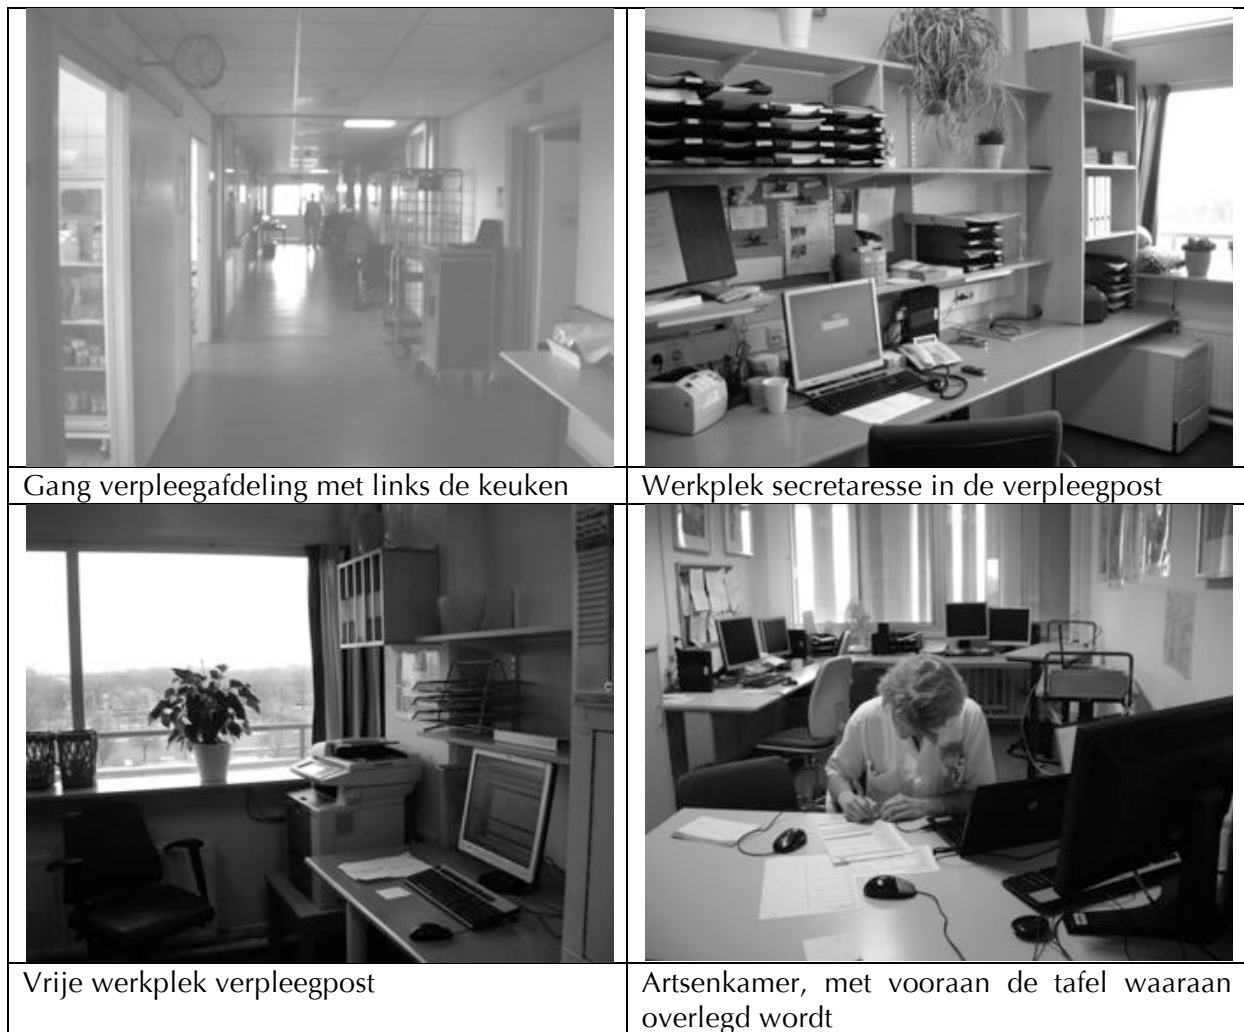 Gang verpleegafdeling met links de keuken
Werkplek secretaresse in de verpleegpost
Vrije werkplek verpleegpost
Artsenkamer, met vooraan de tafel waaraan
overlegd wordt